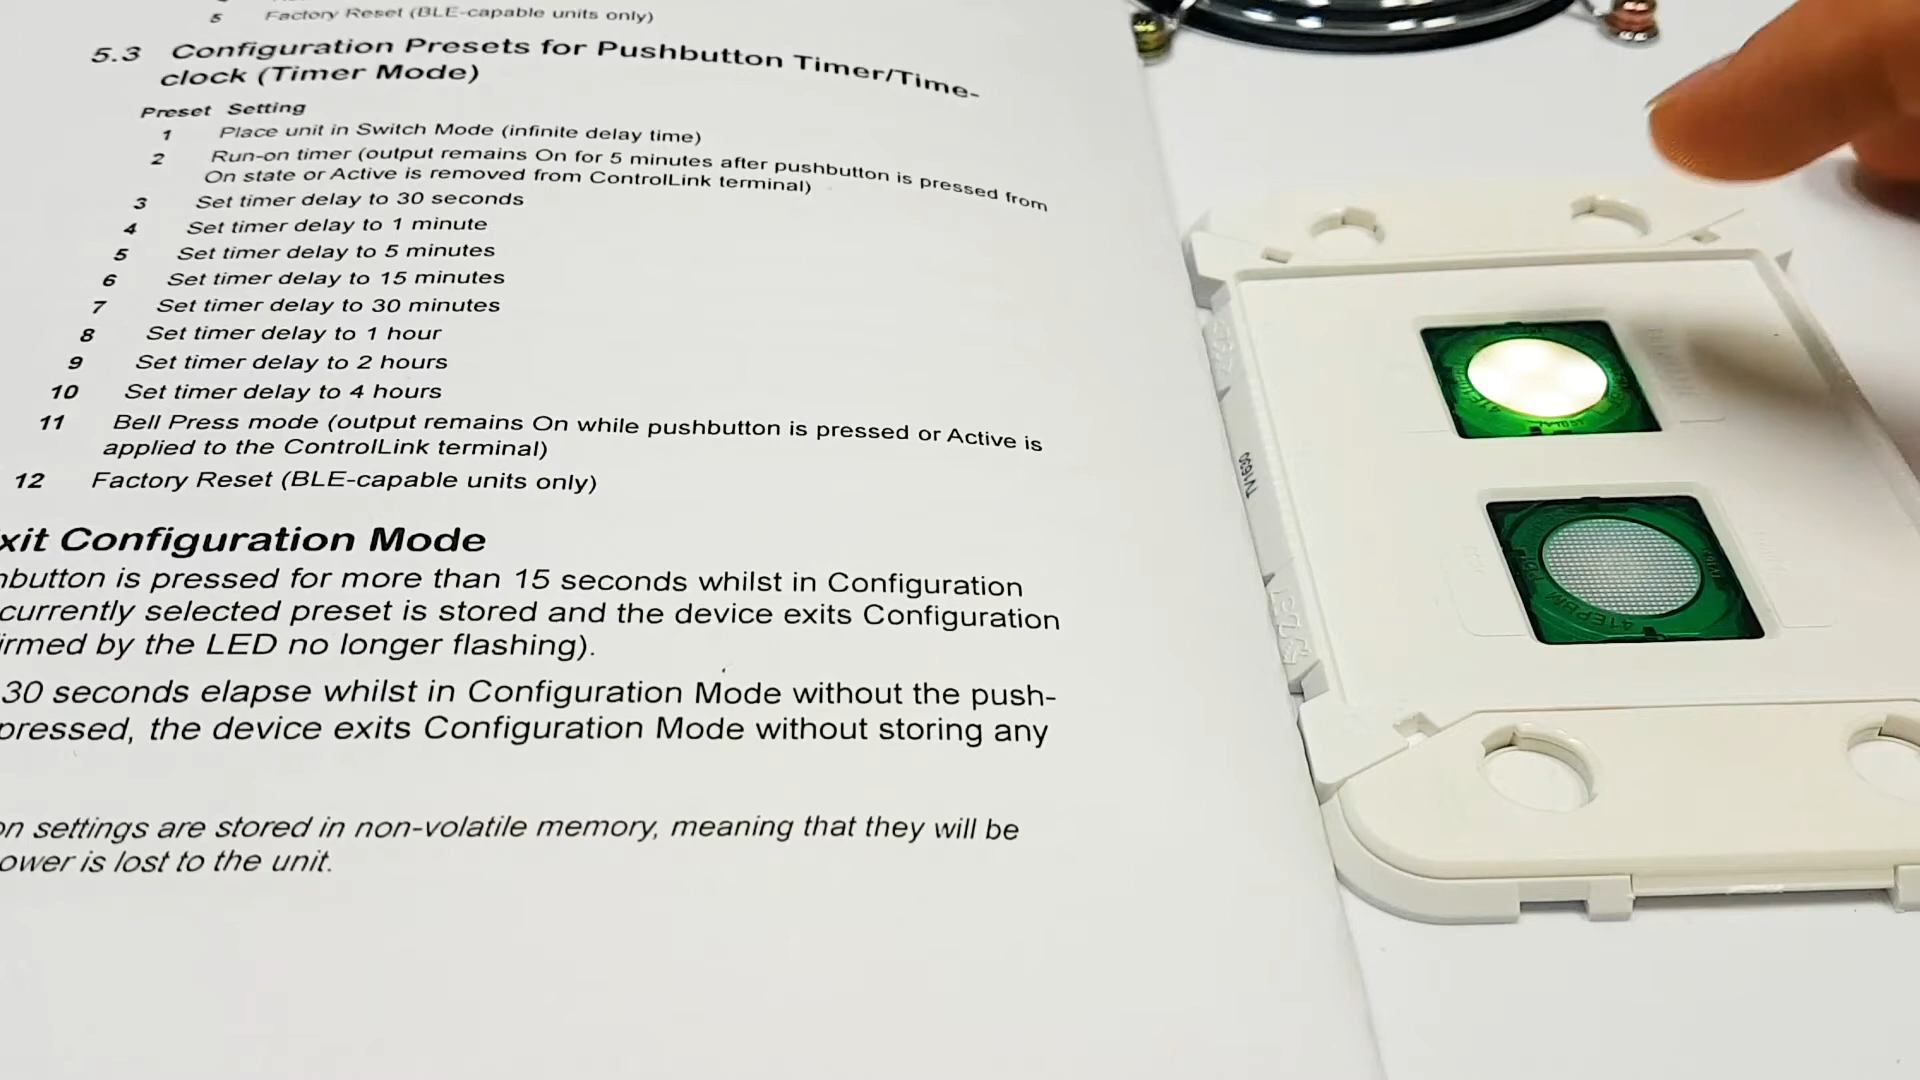 5 Factory Reset (BLE-capable units only)
5.3 Configuration Presets for Pushbutton Timer/Time-
clock (Timer Mode)
Preset Setting
1 Place unit in Switch Mode (infinite delay time)
2 Run-on timer (output remains On for 5 minutes after pushbutton is pressed from
On state or Active is removed from ControlLink terminal)
3 Set timer delay to 30 seconds
4 Set timer delay to 1 minute
5 Set timer delay to 5 minutes
6 Set timer delay to 15 minutes
7 Set timer delay to 30 minutes
8 Set timer delay to 1 hour
9 Set timer delay to 2 hours
10 Set timer delay to 4 hours
11 Bell Press mode (output remains On while pushbutton is pressed or Active is
applied to the ControlLink terminal)
12 Factory Reset (BLE-capable units only)
xit Configuration Mode
button is pressed for more than 15 seconds whilst in Configuration
currently selected preset is stored and the device exits Configuration
irmed by the LED no longer flashing).
30 seconds elapse whilst in Configuration Mode without the push-
pressed, the device exits Configuration Mode without storing any
on settings are stored in non-volatile memory, meaning that they will be
ower is lost to the unit.
TV1630
41EPBM